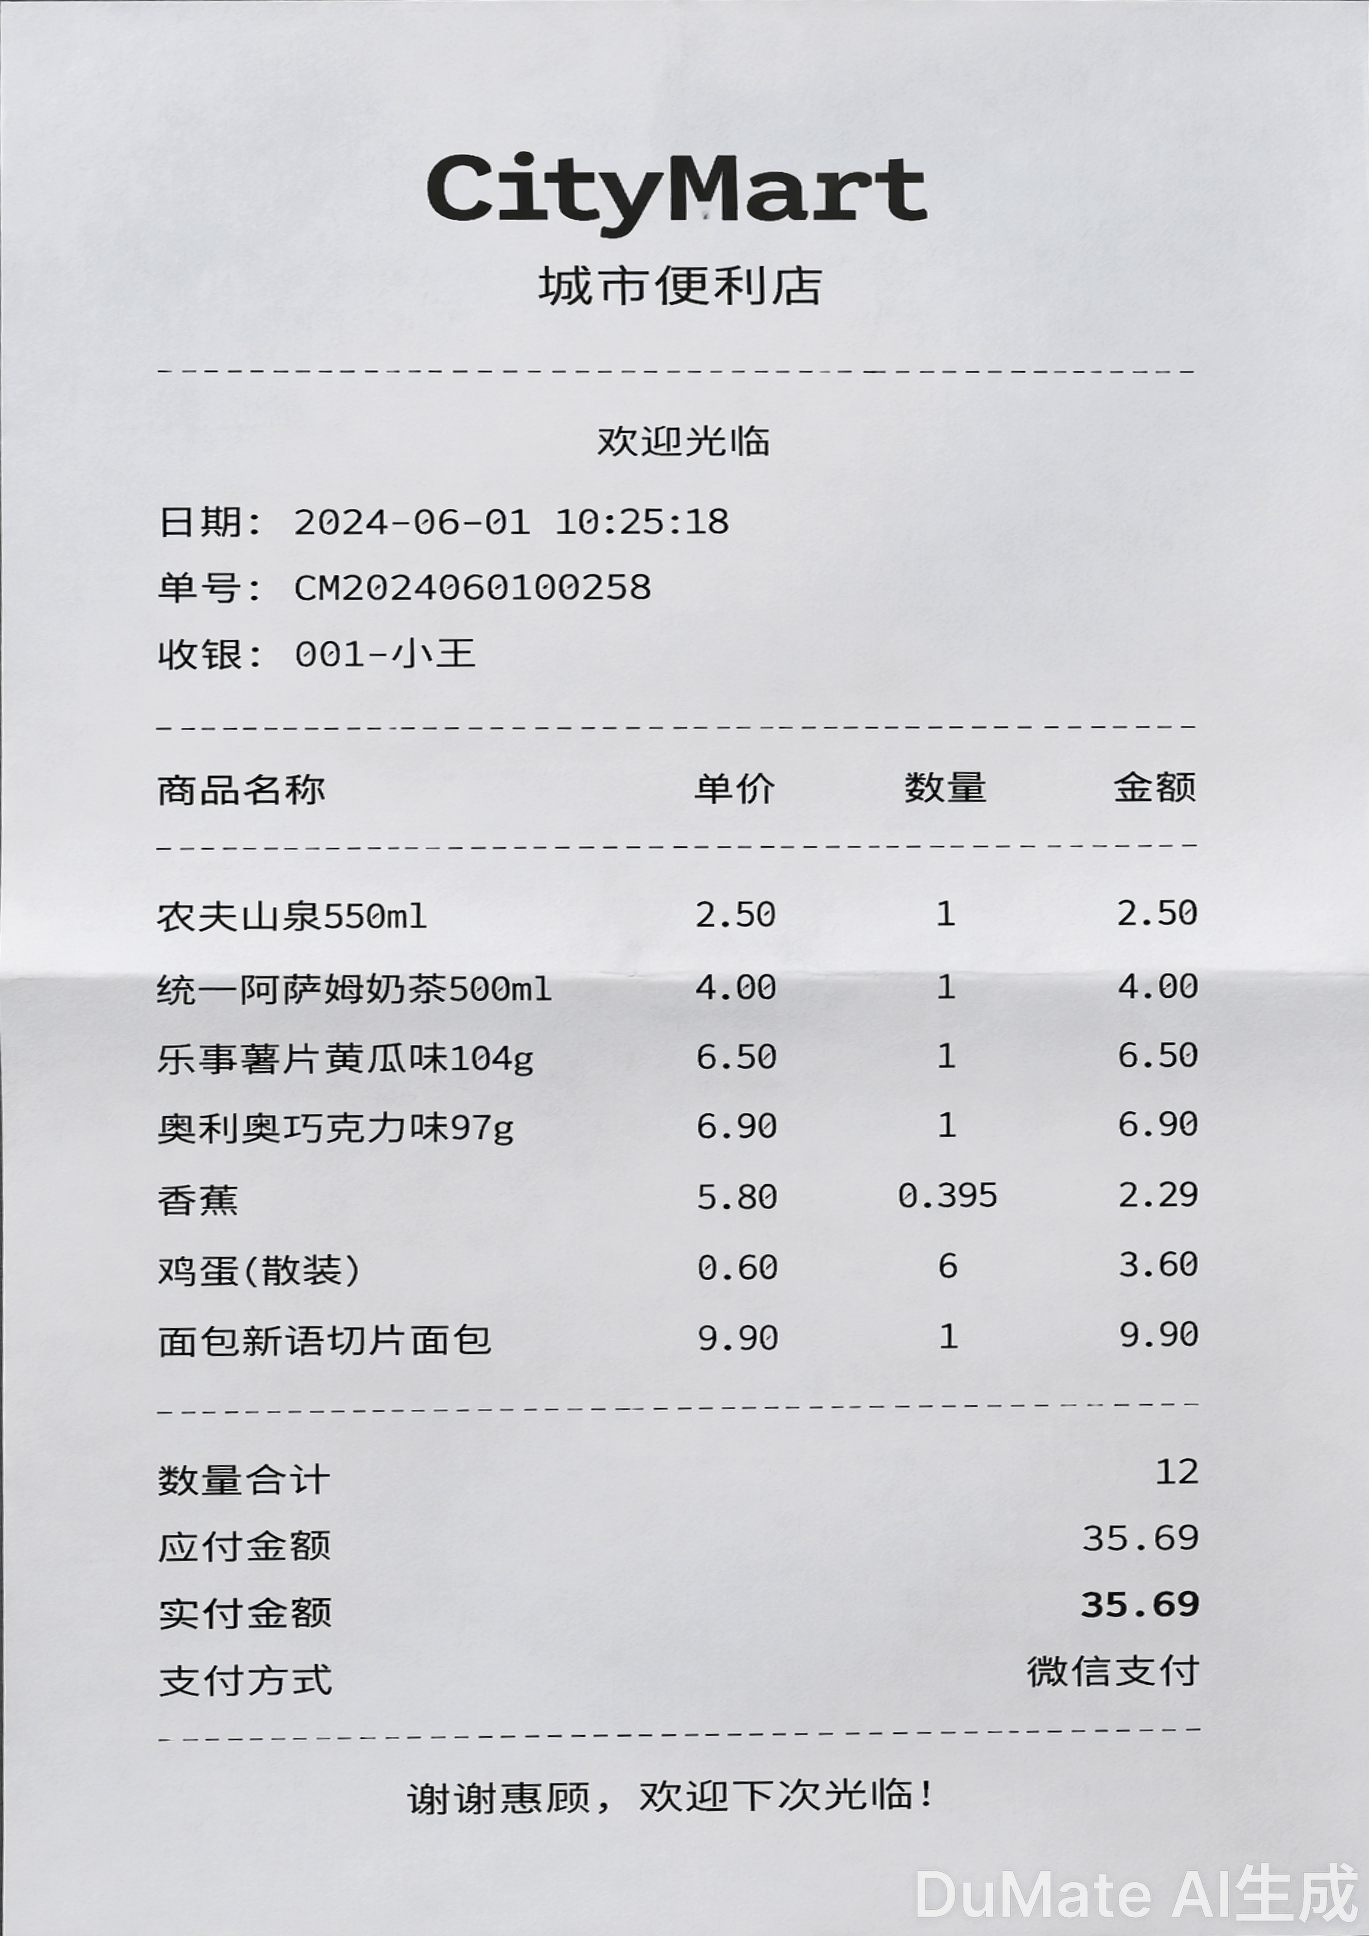 CityMart
城市便利店
欢迎光临
日期: 2024-06-01 10:25:18
单号: CM2024060100258
收银: 001-小王
商品名称 单价 数量 金额
农夫山泉550ml 2.50 1 2.50
统一阿萨姆奶茶500ml 4.00 1 4.00
乐事薯片黄瓜味104g 6.50 1 6.50
奥利奥巧克力味97g 6.90 1 6.90
香蕉 5.80 0.395 2.29
鸡蛋(散装) 0.60 6 3.60
面包新语切片面包 9.90 1 9.90
数量合计 12
应付金额 35.69
实付金额 35.69
支付方式 微信支付
谢谢惠顾，欢迎下次光临!
DuMate AI生成